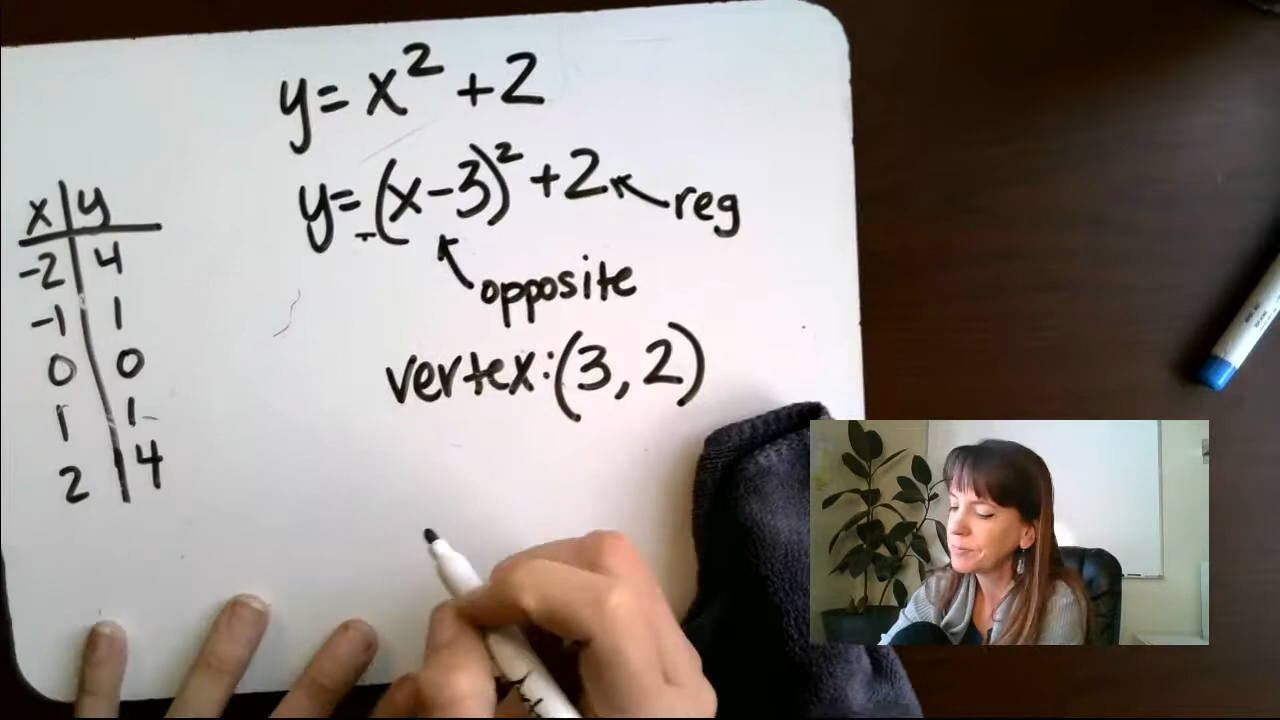 y = x² + 2
y = (x - 3)² + 2 reg
opposite
vertex: (3, 2)
x y
-2 4
-1 1
0 0
1 1
2 4